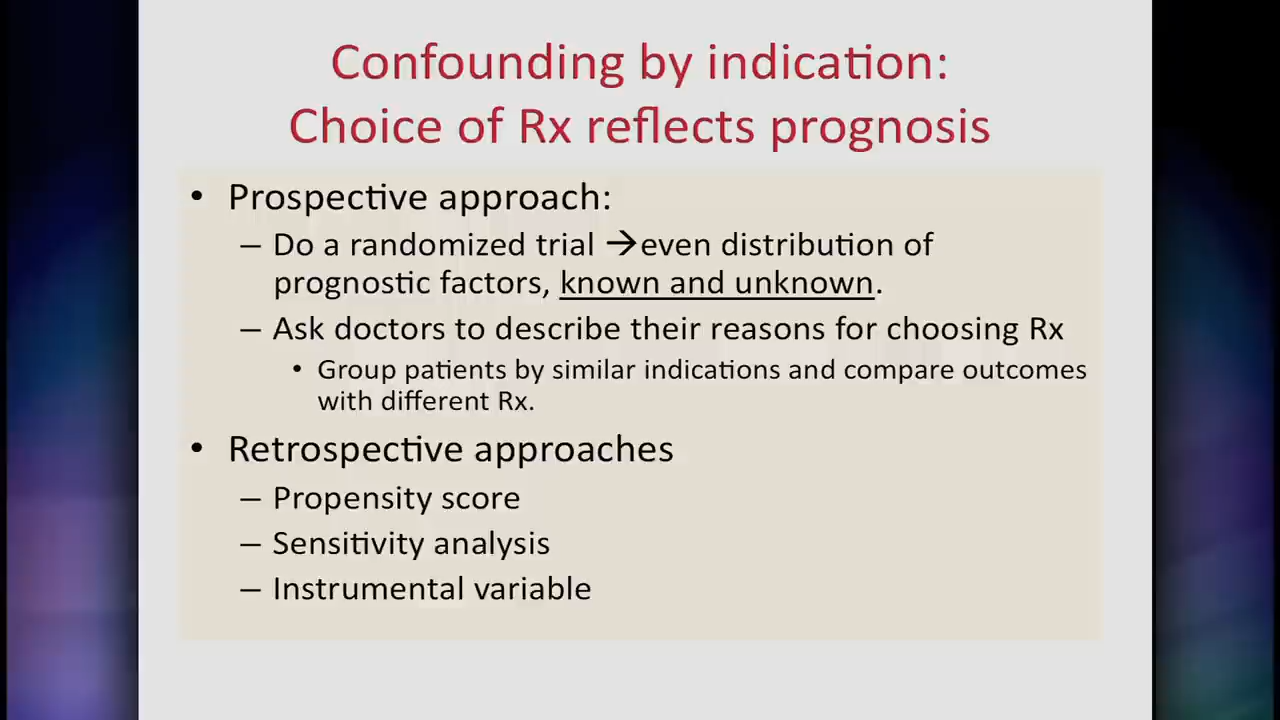 Confounding by indication:
Choice of Rx reflects prognosis
• Prospective approach:
– Do a randomized trial →even distribution of
prognostic factors, known and unknown.
– Ask doctors to describe their reasons for choosing Rx
• Group patients by similar indications and compare outcomes
with different Rx.
• Retrospective approaches
– Propensity score
– Sensitivity analysis
– Instrumental variable